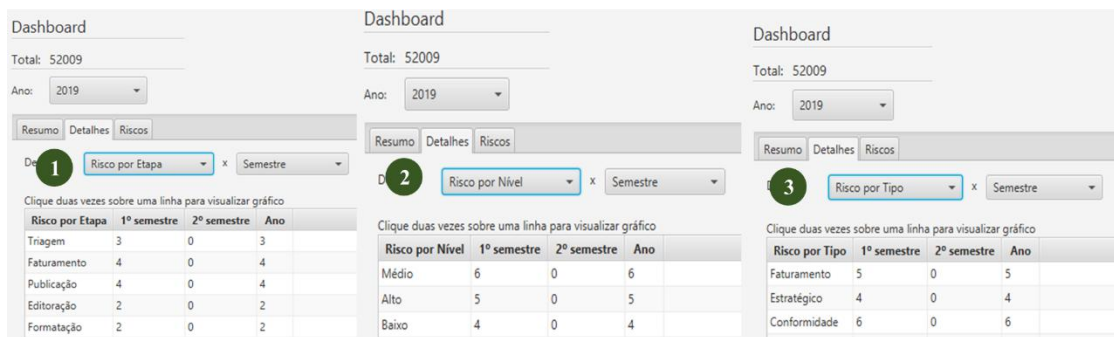 Dashboard
Total: 52009
Ano: 2019
Resumo Detalhes Riscos
De 1 Risco por Etapa x Semestre
Clique duas vezes sobre uma linha para visualizar gráfico
Risco por Etapa 1º semestre 2º semestre Ano
Triagem 3 0 3
Faturamento 4 0 4
Publicação 4 0 4
Editoração 2 0 2
Formatação 2 0 2
Dashboard
Total: 52009
Ano: 2019
Resumo Detalhes Riscos
D 2 Risco por Nível x Semestre
Clique duas vezes sobre uma linha para visualizar gráfico
Risco por Nível 1º semestre 2º semestre Ano
Médio 6 0 6
Alto 5 0 5
Baixo 4 0 4
Dashboard
Total: 52009
Ano: 2019
Resumo Detalhes Riscos
3 Risco por Tipo x Semestre
Clique duas vezes sobre uma linha para visualizar gráfico
Risco por Tipo 1º semestre 2º semestre Ano
Faturamento 5 0 5
Estratégico 4 0 4
Conformidade 6 0 6